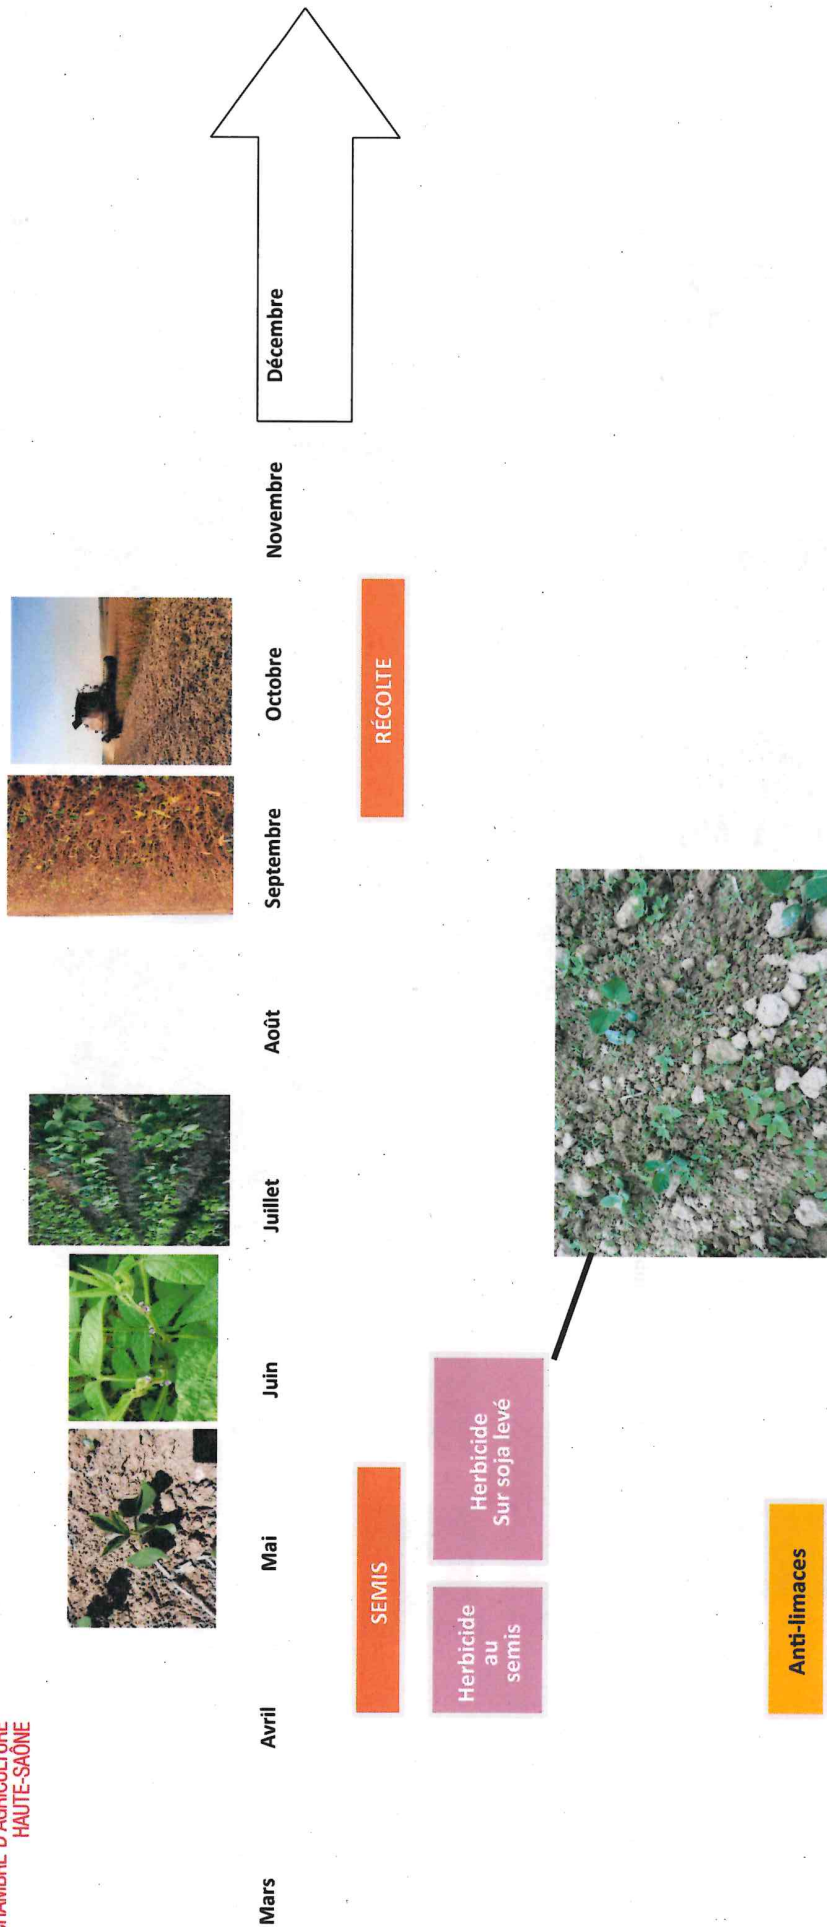 CHAMBRE D'AGRICULTURE
HAUTE-SAÔNE
Mars
Avril
Mai
Juin
Juillet
Août
Septembre
Octobre
Novembre
Décembre
SEMIS
RÉCOLTE
Herbicide
au
semis
Herbicide
Sur soja levé
Anti-limaces